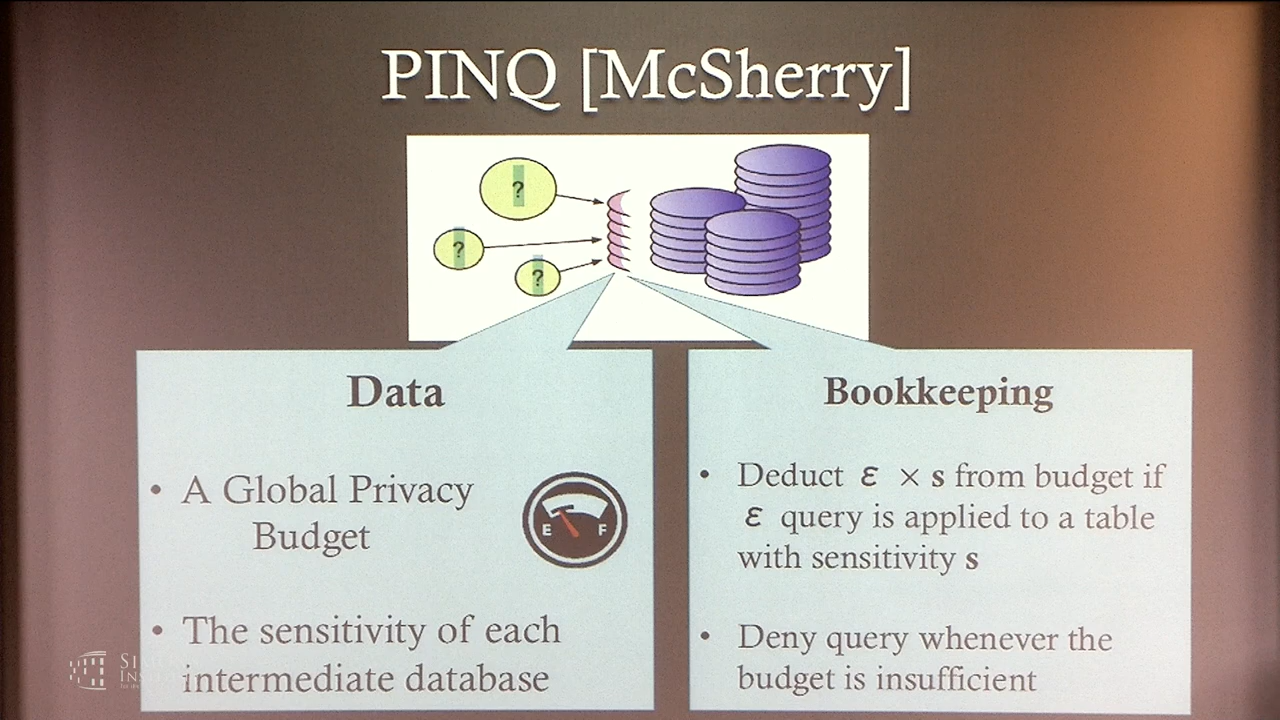 PINQ [McSherry]
?
?
?
Data
• A Global Privacy
Budget
E F
• The sensitivity of each
intermediate database
Bookkeeping
• Deduct ε × s from budget if
ε query is applied to a table
with sensitivity s
• Deny query whenever the
budget is insufficient